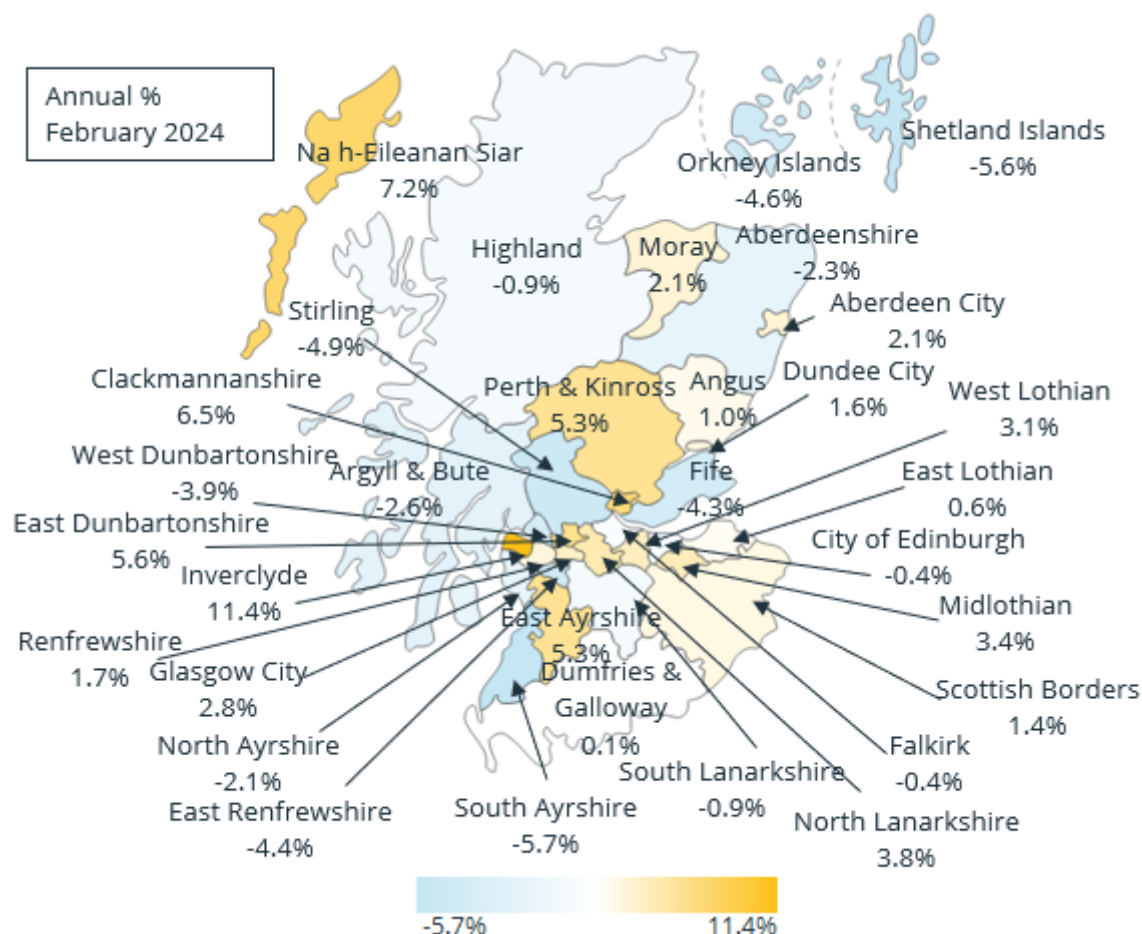 Annual %
February 2024
Na h-Eileanan Siar
7.2%
Shetland Islands
-5.6%
Orkney Islands
-4.6%
Highland
-0.9%
Moray
2.1%
Aberdeenshire
-2.3%
Stirling
-4.9%
Aberdeen City
2.1%
Clackmannanshire
6.5%
Perth & Kinross
5.3%
Angus
1.0%
Dundee City
1.6%
West Lothian
3.1%
West Dunbartonshire
-3.9%
Argyll & Bute
-2.6%
Fife
-4.3%
East Lothian
0.6%
East Dunbartonshire
5.6%
City of Edinburgh
-0.4%
Inverclyde
11.4%
Midlothian
3.4%
Renfrewshire
1.7%
East Ayrshire
5.3%
Glasgow City
2.8%
Dumfries &
Galloway
0.1%
Scottish Borders
1.4%
North Ayrshire
-2.1%
Falkirk
-0.4%
South Lanarkshire
-0.9%
East Renfrewshire
-4.4%
South Ayrshire
-5.7%
North Lanarkshire
3.8%
-5.7%
11.4%